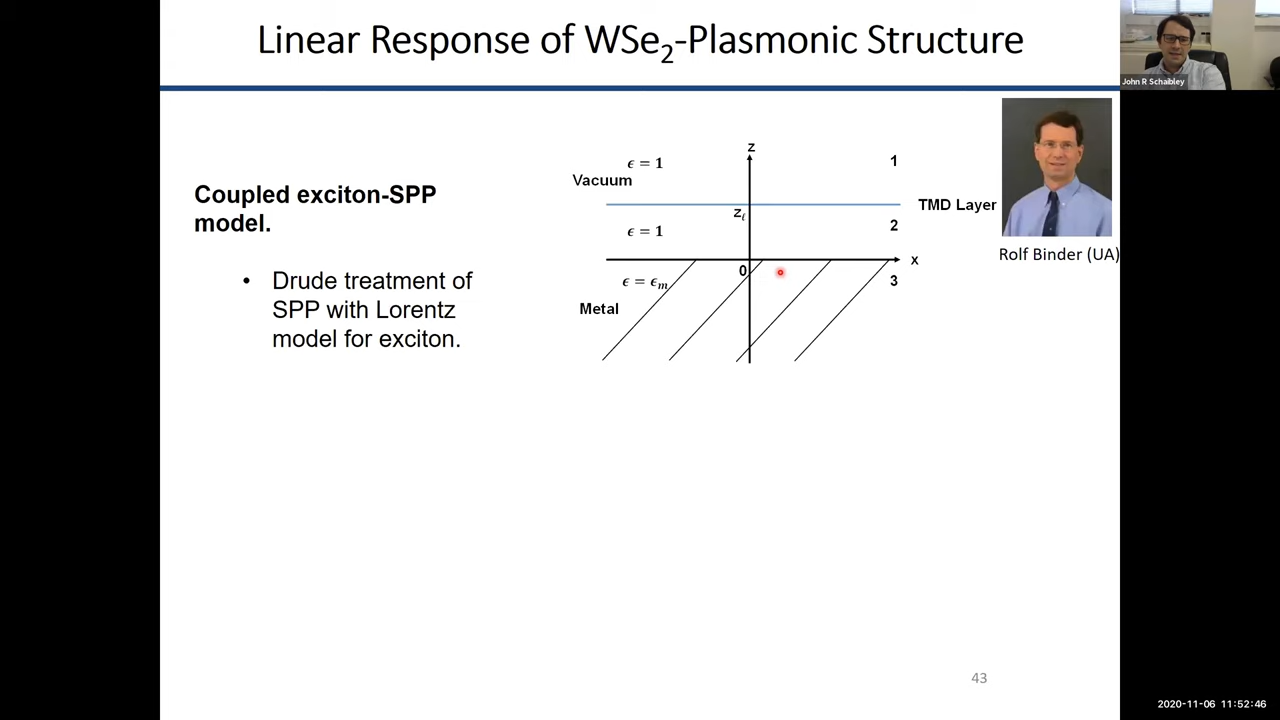 Linear Response of WSe₂-Plasmonic Structure
John R Schaibley
Coupled exciton-SPP
model.
• Drude treatment of
SPP with Lorentz
model for exciton.
z
ϵ = 1
1
Vacuum
zℓ
TMD Layer
ϵ = 1
2
x
0
ϵ = ϵm
3
Metal
Rolf Binder (UA)
43
2020-11-06 11:52:46